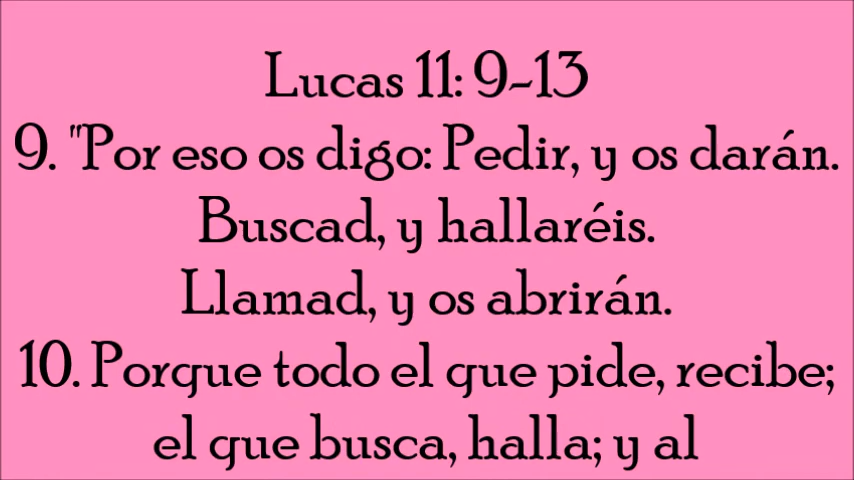 Lucas 11: 9-13
9. "Por eso os digo: Pedir, y os darán.
Buscad, y hallaréis.
Llamad, y os abrirán.
10. Porque todo el que pide, recibe;
el que busca, halla; y al